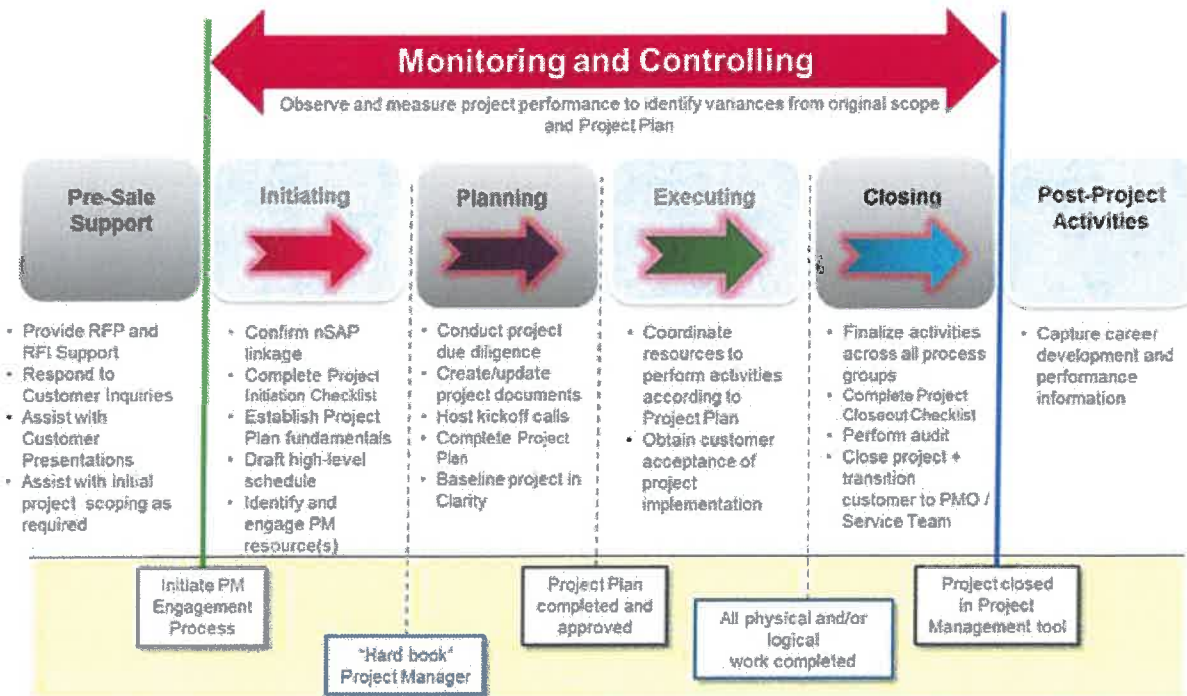 Monitoring and Controlling
Observe and measure project performance to identify variances from original scope
and Project Plan
Pre-Sale
Support
Initiating
Planning
Executing
Closing
Post-Project
Activities
• Provide RFP and
RFI Support
• Respond to
Customer Inquiries
• Assist with
Customer
Presentations
• Assist with initial
project scoping as
required
• Confirm nSAP
linkage
• Complete Project
Initiation Checklist
• Establish Project
Plan fundamentals
• Draft high-level
schedule
• Identify and
engage PM
resource(s)
• Conduct project
due diligence
• Create/update
project documents
• Host kickoff calls
• Complete Project
Plan
• Baseline project in
Clarity
• Coordinate
resources to
perform activities
according to
Project Plan
• Obtain customer
acceptance of
project
implementation
• Finalize activities
across all process
groups
• Complete Project
Closeout Checklist
• Perform audit
• Close project +
transition
customer to PMO /
Service Team
• Capture career
development and
performance
information
Initiate PM
Engagement
Process
"Hard book"
Project Manager
Project Plan
completed and
approved
All physical and/or
logical
work completed
Project closed
in Project
Management tool